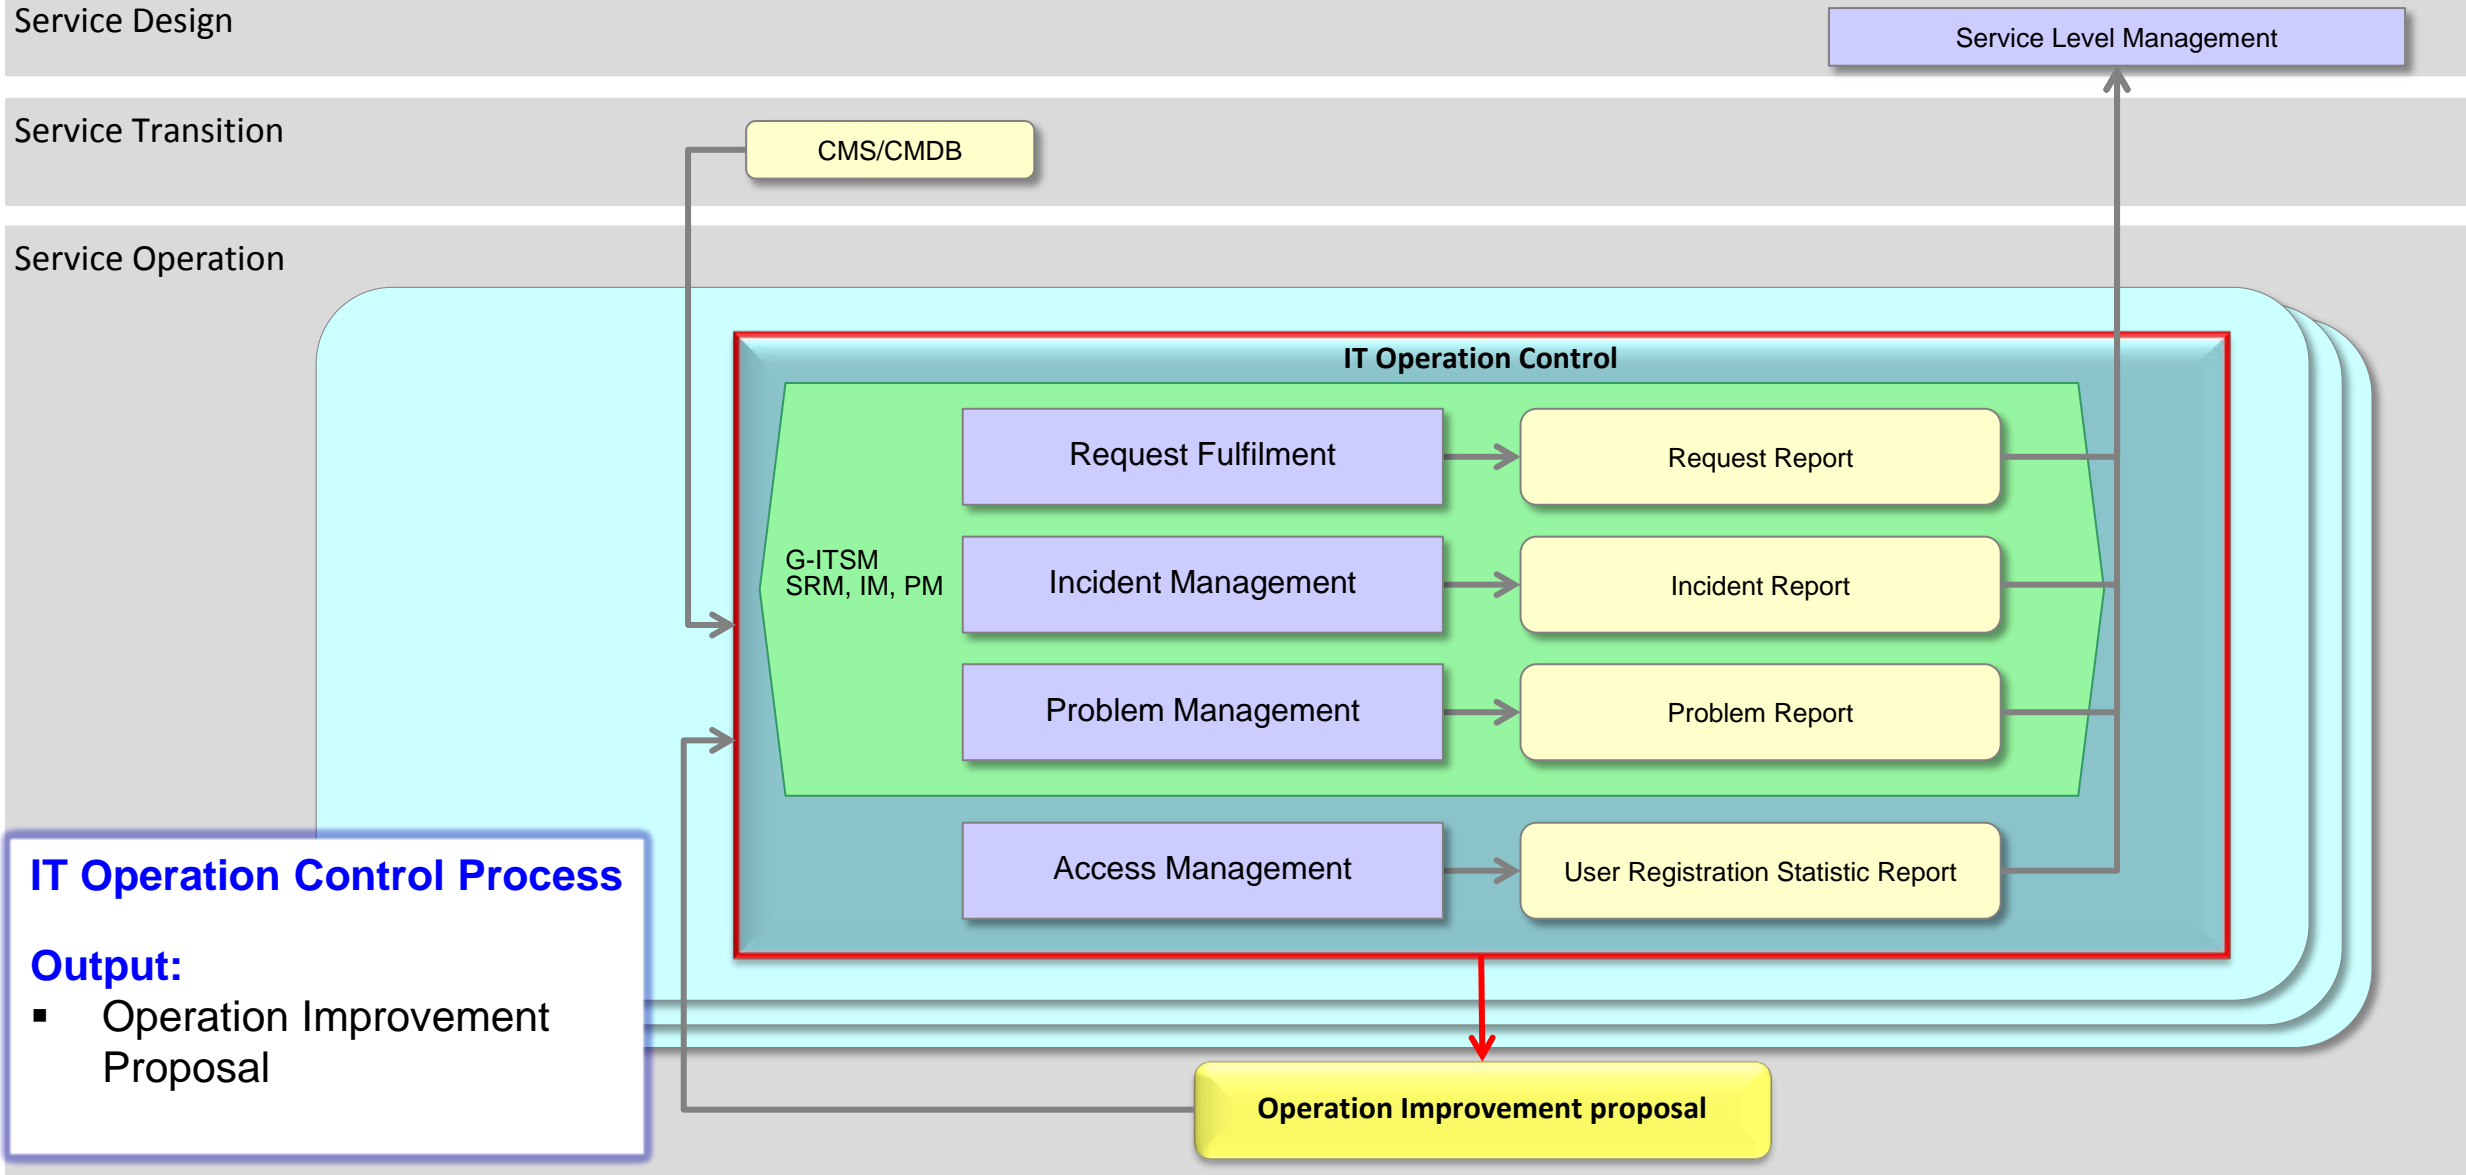 Service Design
Service Level Management
Service Transition
CMS/CMDB
Service Operation
IT Operation Control
Request Fulfilment
Request Report
G-ITSM
SRM, IM, PM
Incident Management
Incident Report
Problem Management
Problem Report
Access Management
User Registration Statistic Report
IT Operation Control Process
Output:
▪ Operation Improvement
Proposal
Operation Improvement proposal